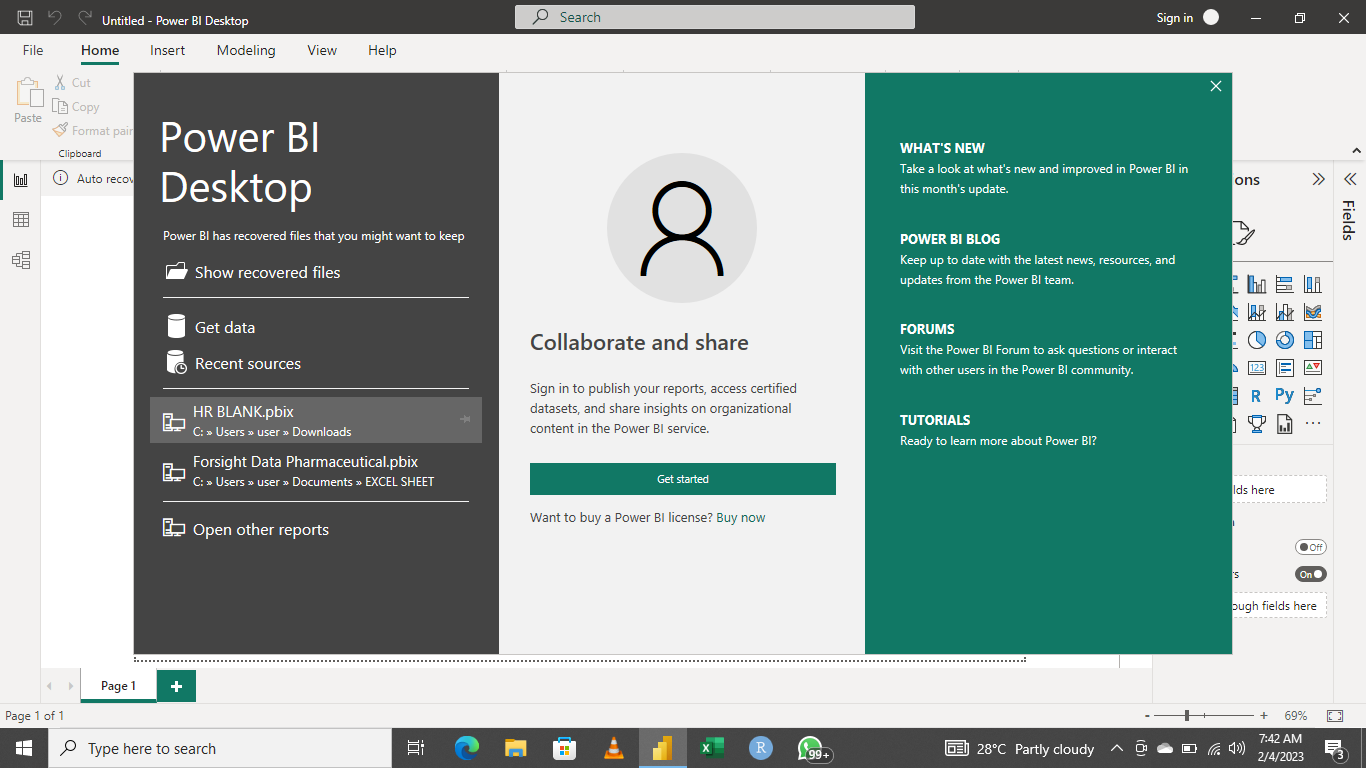 Untitled - Power BI Desktop
Search
Sign in
File
Home
Insert
Modeling
View
Help
Paste
Cut
Copy
Format pain
Clipboard
Auto recov
Power BI
Desktop
Power BI has recovered files that you might want to keep
Show recovered files
Get data
Recent sources
HR BLANK.pbix
C: » Users » user » Downloads
Forsight Data Pharmaceutical.pbix
C: » Users » user » Documents » EXCEL SHEET
Open other reports
Collaborate and share
Sign in to publish your reports, access certified
datasets, and share insights on organizational
content in the Power BI service.
Get started
Want to buy a Power BI license? Buy now
WHAT'S NEW
Take a look at what's new and improved in Power BI in
this month's update.
POWER BI BLOG
Keep up to date with the latest news, resources, and
updates from the Power BI team.
FORUMS
Visit the Power BI Forum to ask questions or interact
with other users in the Power BI community.
TUTORIALS
Ready to learn more about Power BI?
ons
Fields
123
R
Py
lds here
Off
rs
On
ough fields here
Page 1
Page 1 of 1
- + 69%
Type here to search
R
99+
28°C Partly cloudy
7:42 AM
2/4/2023
3